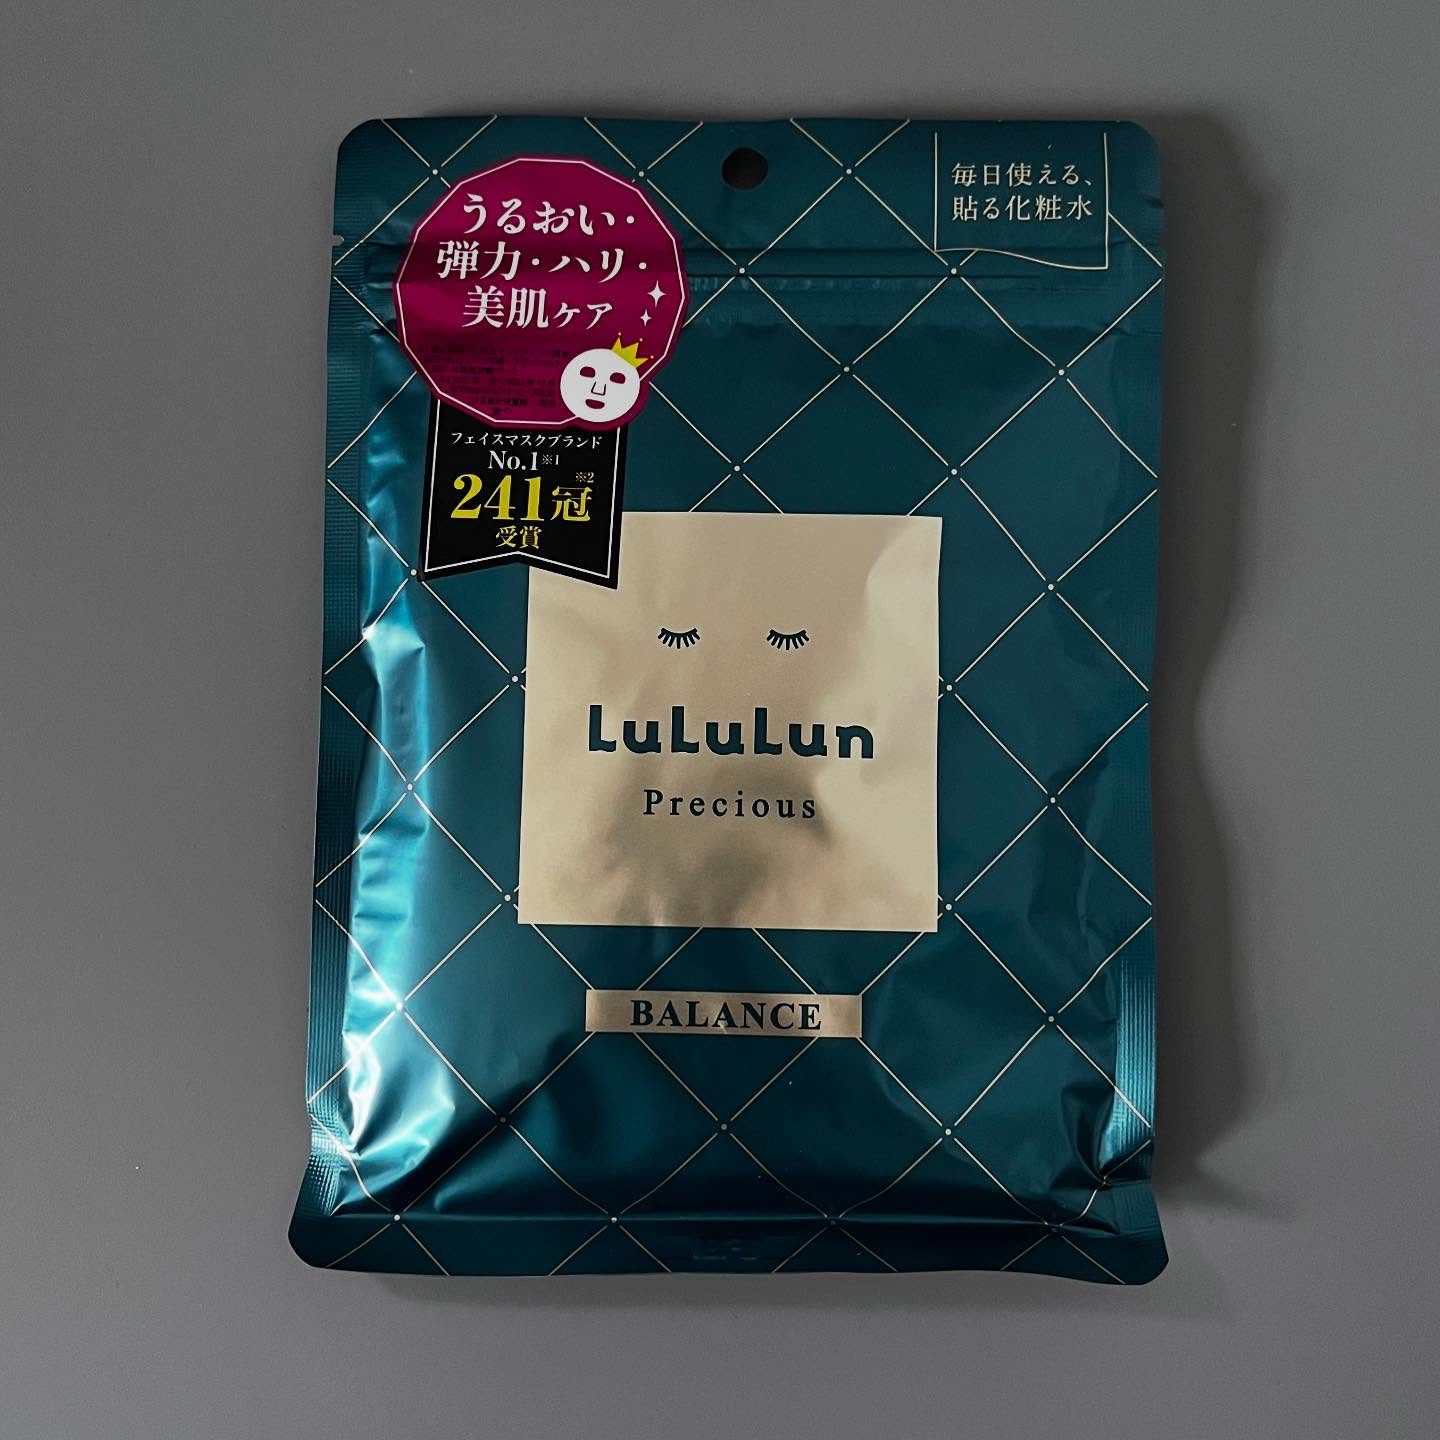 うるおい・
弾力・ハリ・
美肌ケア
フェイスマスクブランド
No.1※1
241冠※2
受賞
毎日使える、
貼る化粧水
LuLuLun
Precious
BALANCE